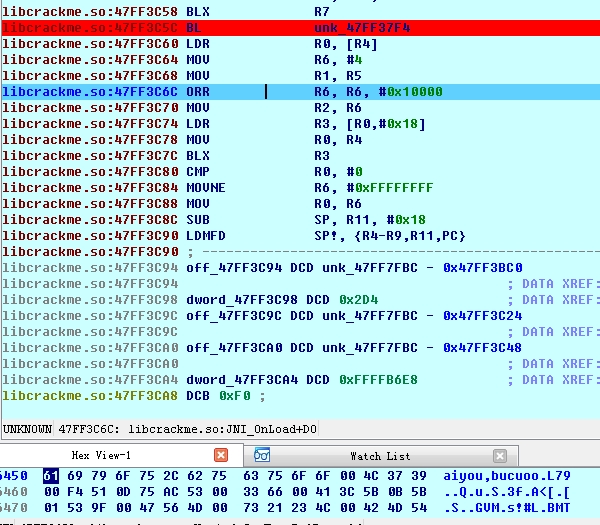 libcrackme.so:47FF3C58 BLX R7
libcrackme.so:47FF3C5C BL unk_47FF37F4
libcrackme.so:47FF3C60 LDR R0, [R4]
libcrackme.so:47FF3C64 MOV R6, #4
libcrackme.so:47FF3C68 MOV R1, R5
libcrackme.so:47FF3C6C ORR R6, R6, #0x10000
libcrackme.so:47FF3C70 MOV R2, R6
libcrackme.so:47FF3C74 LDR R3, [R0,#0x18]
libcrackme.so:47FF3C78 MOV R0, R4
libcrackme.so:47FF3C7C BLX R3
libcrackme.so:47FF3C80 CMP R0, #0
libcrackme.so:47FF3C84 MOVNE R6, #0xFFFFFFFF
libcrackme.so:47FF3C88 MOV R0, R6
libcrackme.so:47FF3C8C SUB SP, R11, #0x18
libcrackme.so:47FF3C90 LDMFD SP!, {R4-R9,R11,PC}
libcrackme.so:47FF3C90 ; ---------------------------------------------------------
libcrackme.so:47FF3C94 off_47FF3C94 DCD unk_47FF7FBC - 0x47FF3BC0
libcrackme.so:47FF3C94 ; DATA XREF:
libcrackme.so:47FF3C98 dword_47FF3C98 DCD 0x2D4
libcrackme.so:47FF3C9C off_47FF3C9C DCD unk_47FF7FBC - 0x47FF3C24
libcrackme.so:47FF3C9C ; DATA XREF:
libcrackme.so:47FF3CA0 off_47FF3CA0 DCD unk_47FF7FBC - 0x47FF3C48
libcrackme.so:47FF3CA0 ; DATA XREF:
libcrackme.so:47FF3CA4 dword_47FF3CA4 DCD 0xFFFFB6E8 ; DATA XREF:
libcrackme.so:47FF3CA8 DCB 0xF0 ;
UNKNOWN 47FF3C6C: libcrackme.so:JNI_OnLoad+D0
Hex View-1 Watch List
6450 61 69 79 6F 75 2C 62 75 63 75 6F 6F 00 4C 37 39 aiyou,bucuoo.L79
6460 00 F4 51 0D 75 AC 53 00 33 66 00 41 3C 5B 0B 5B ..Q.u.S.3f.A<[.[
6470 01 53 9F 00 47 56 4D 00 73 21 23 4C 00 42 4D 54 .S..GVM.s!#L.BMT